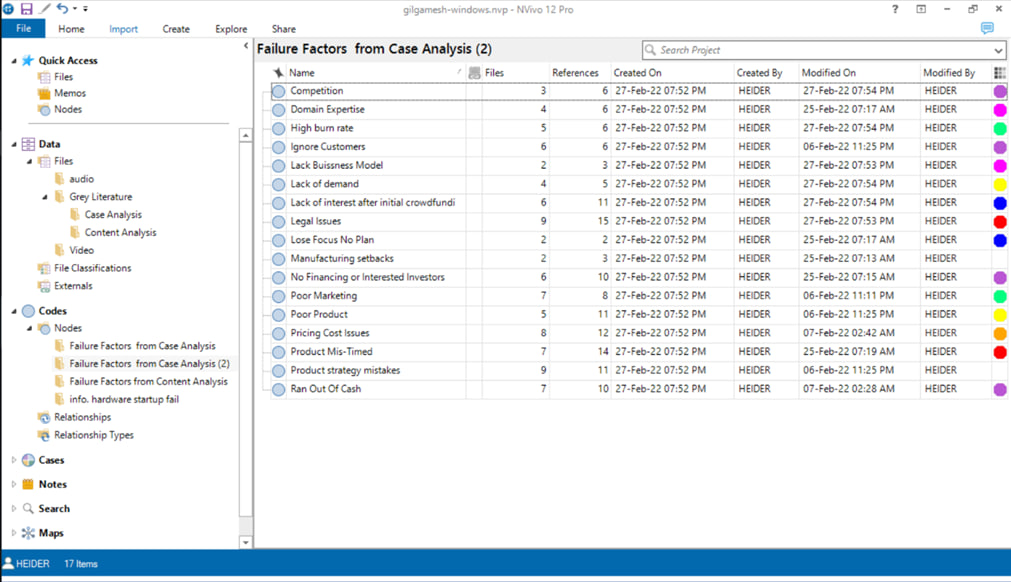 gilgamesh-windows.nvp - NVivo 12 Pro
File Home Import Create Explore Share
Quick Access
Files
Memos
Nodes
Data
Files
audio
Grey Literature
Case Analysis
Content Analysis
Video
File Classifications
Externals
Codes
Nodes
Failure Factors  from Case Analysis
Failure Factors  from Case Analysis (2)
Failure Factors from Content Analysis
info. hardware startup fail
Relationships
Relationship Types
Cases
Notes
Search
Maps
Failure Factors  from Case Analysis (2)
Search Project
Name Files References Created On Created By Modified On Modified By
Competition 3 6 27-Feb-22 07:52 PM HEIDER 27-Feb-22 07:54 PM HEIDER
Domain Expertise 4 6 27-Feb-22 07:52 PM HEIDER 25-Feb-22 07:17 AM HEIDER
High burn rate 5 6 27-Feb-22 07:52 PM HEIDER 27-Feb-22 07:54 PM HEIDER
Ignore Customers 6 6 27-Feb-22 07:52 PM HEIDER 06-Feb-22 11:25 PM HEIDER
Lack Buissness Model 2 3 27-Feb-22 07:52 PM HEIDER 27-Feb-22 07:53 PM HEIDER
Lack of demand 4 5 27-Feb-22 07:52 PM HEIDER 27-Feb-22 07:54 PM HEIDER
Lack of interest after initial crowdfundi 6 11 27-Feb-22 07:52 PM HEIDER 27-Feb-22 07:54 PM HEIDER
Legal Issues 9 15 27-Feb-22 07:52 PM HEIDER 27-Feb-22 07:53 PM HEIDER
Lose Focus No Plan 2 2 27-Feb-22 07:52 PM HEIDER 25-Feb-22 07:17 AM HEIDER
Manufacturing setbacks 2 3 27-Feb-22 07:52 PM HEIDER 25-Feb-22 07:13 AM HEIDER
No Financing or Interested Investors 6 10 27-Feb-22 07:52 PM HEIDER 25-Feb-22 07:15 AM HEIDER
Poor Marketing 7 8 27-Feb-22 07:52 PM HEIDER 06-Feb-22 11:11 PM HEIDER
Poor Product 5 11 27-Feb-22 07:52 PM HEIDER 06-Feb-22 11:25 PM HEIDER
Pricing Cost Issues 8 12 27-Feb-22 07:52 PM HEIDER 07-Feb-22 02:42 AM HEIDER
Product Mis-Timed 7 14 27-Feb-22 07:52 PM HEIDER 25-Feb-22 07:19 AM HEIDER
Product strategy mistakes 9 11 27-Feb-22 07:52 PM HEIDER 06-Feb-22 11:25 PM HEIDER
Ran Out Of Cash 7 10 27-Feb-22 07:52 PM HEIDER 07-Feb-22 02:28 AM HEIDER
HEIDER 17 Items